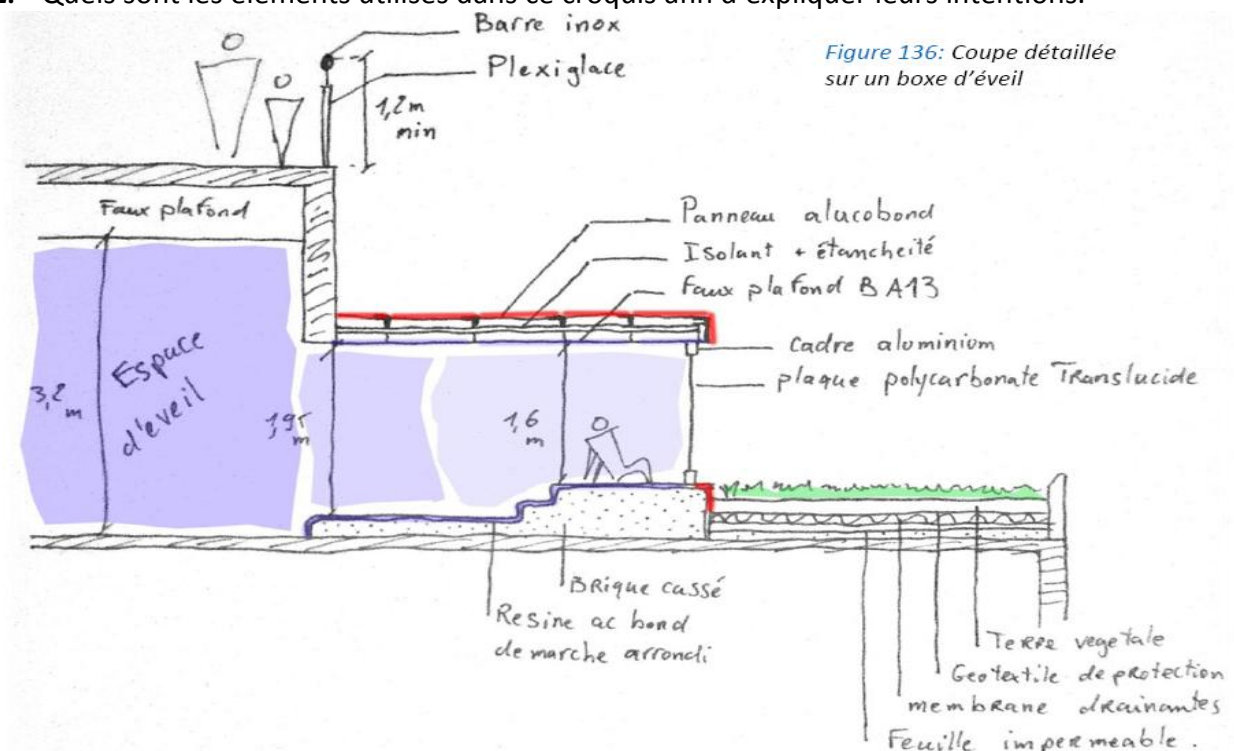 Quels sont les éléments utilisés dans ce croquis afin d'expliquer leurs intentions.
Barre inox
Plexiglace
1,2m
min
Figure 136: Coupe détaillée
sur un boxe d'éveil
Faux plafond
Panneau alucobond
Isolant + étancheité
Faux plafond BA13
cadre aluminium
plaque polycarbonate Translucide
Espace
d'eveil
3,2
m
1,95
m
1,6
m
Brique cassé
Resine ac bond
de marche arrondi
Terre vegetale
Geotextile de protection
membrane drainantes
Feuille impermeable.